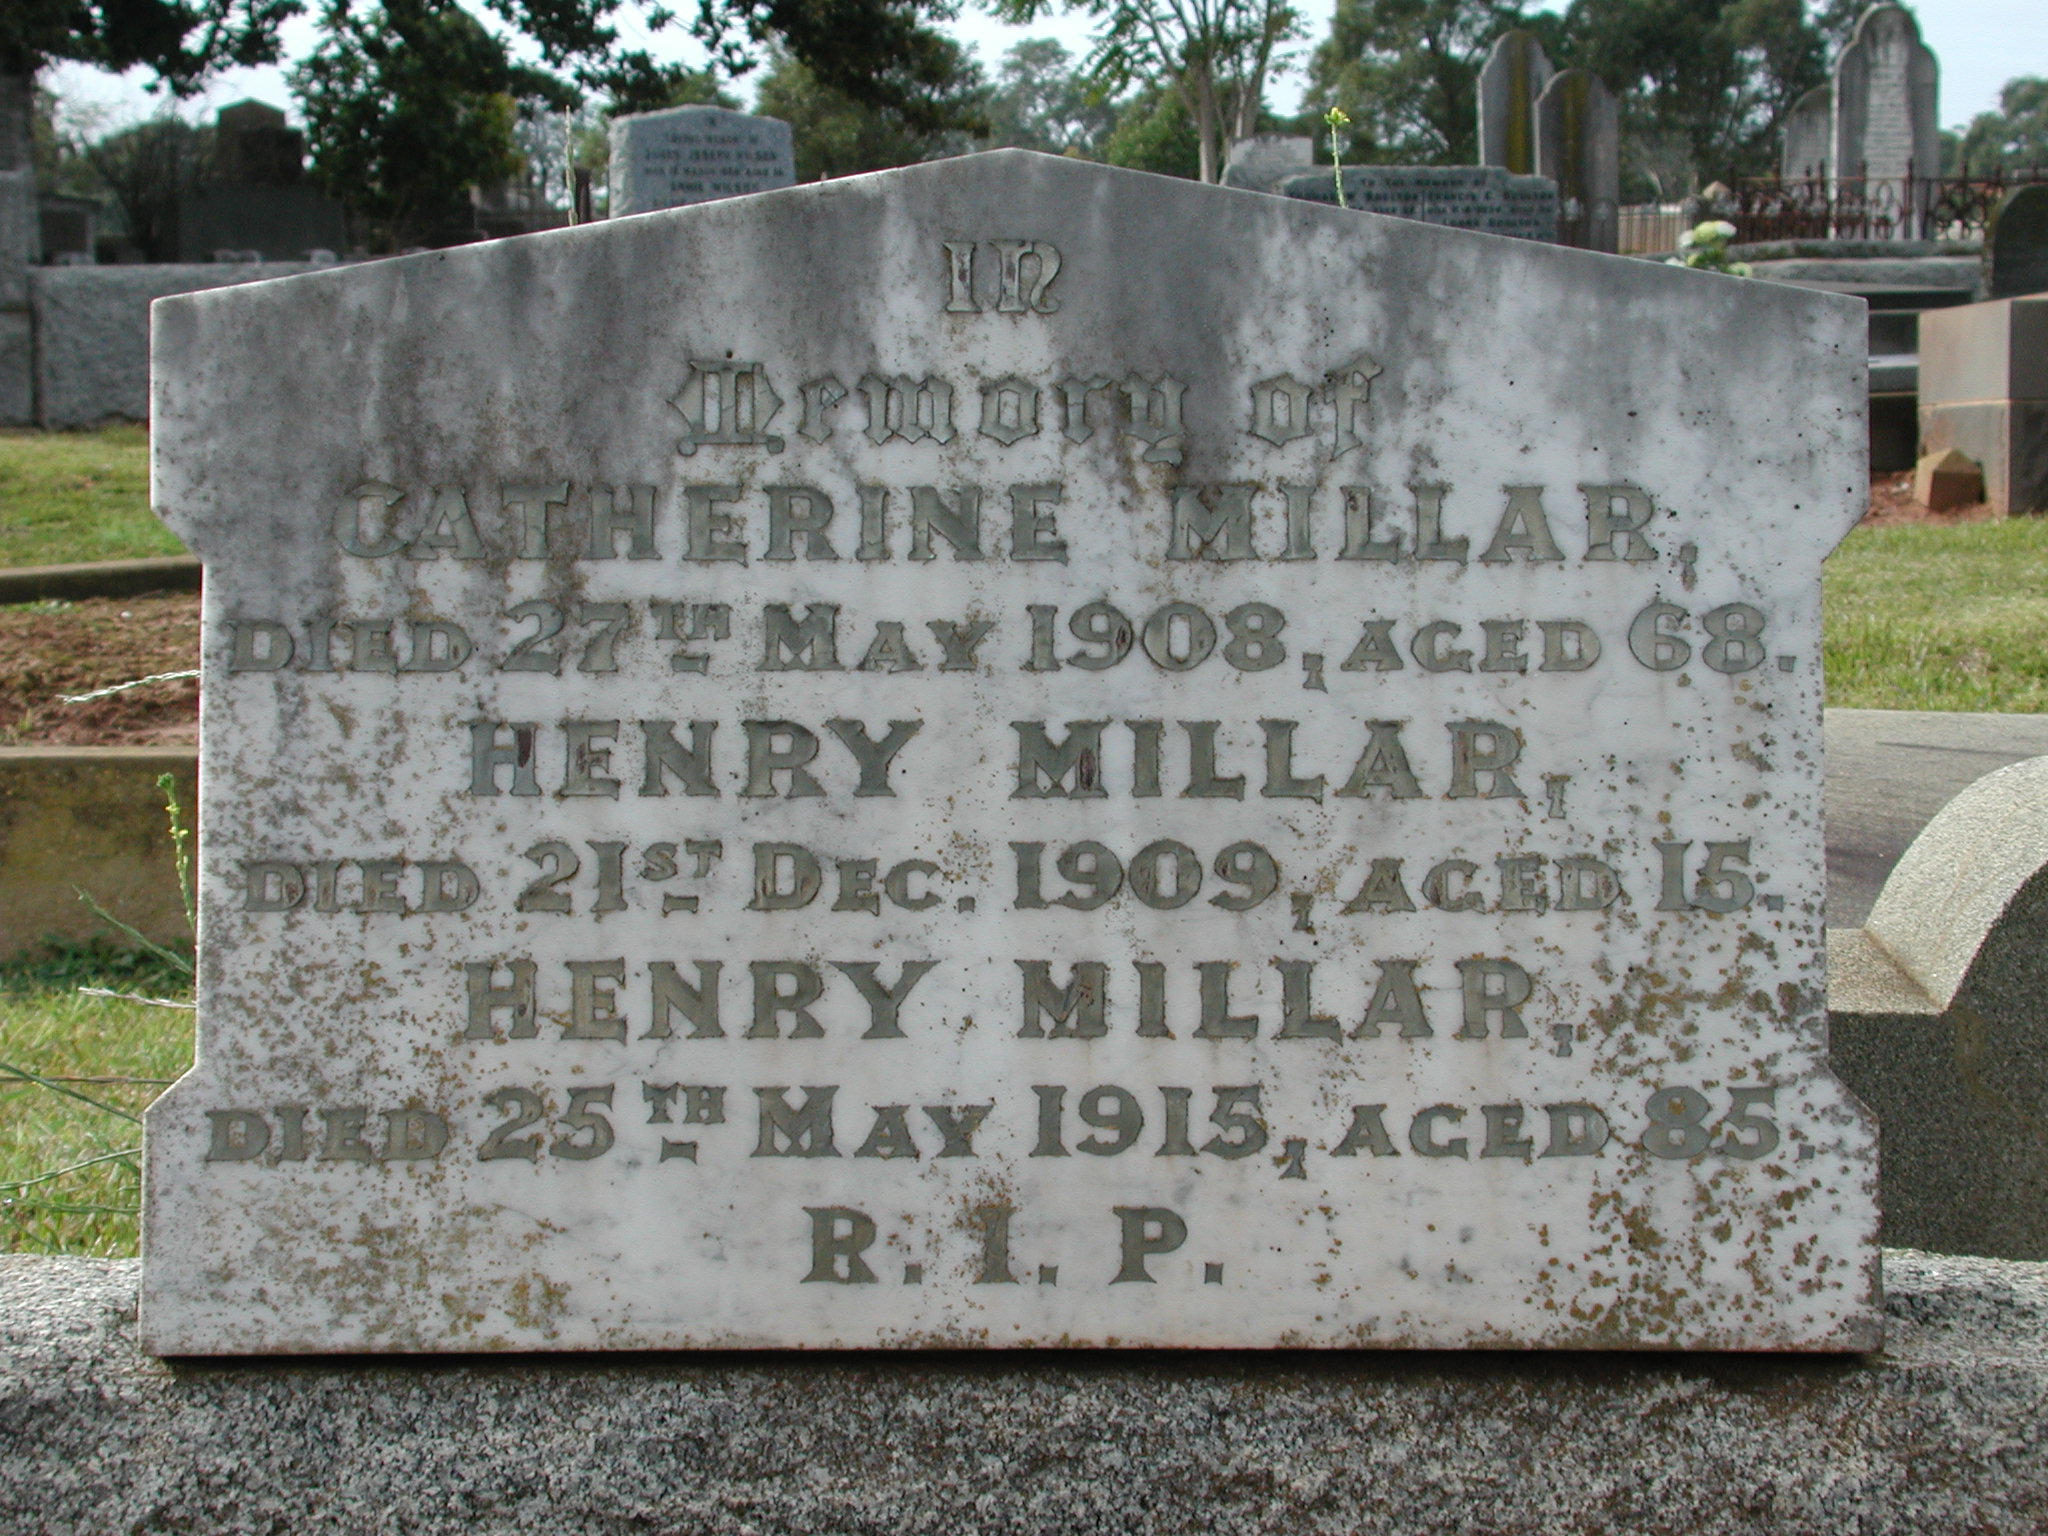 IN
Memory of
CATHERINE MILLAR,
DIED 27TH MAY 1908, AGED 68.
HENRY MILLAR,
DIED 21ST DEC. 1909, AGED 15.
HENRY MILLAR,
DIED 25TH MAY 1915, AGED 85.
R. I. P.